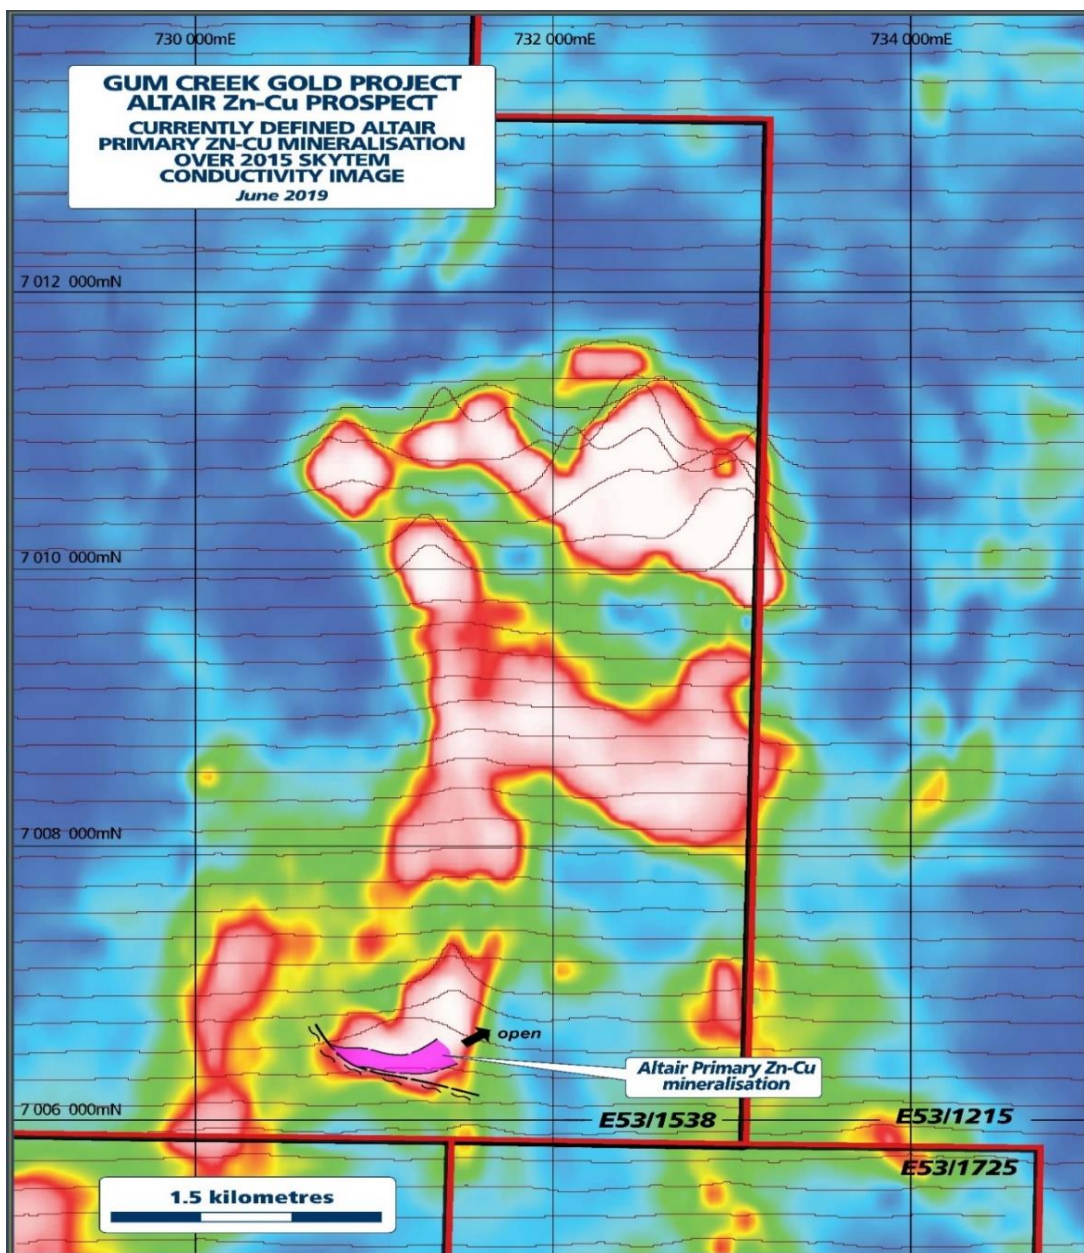 730 000mE
732 000mE
734 000mE
GUM CREEK GOLD PROJECT
ALTAIR Zn-Cu PROSPECT
CURRENTLY DEFINED ALTAIR
PRIMARY ZN-CU MINERALISATION
OVER 2015 SKYTEM
CONDUCTIVITY IMAGE
June 2019
7 012 000mN
7 010 000mN
7 008 000mN
open
Altair Primary Zn-Cu
mineralisation
7 006 000mN
E53/1538
E53/1215
E53/1725
1.5 kilometres